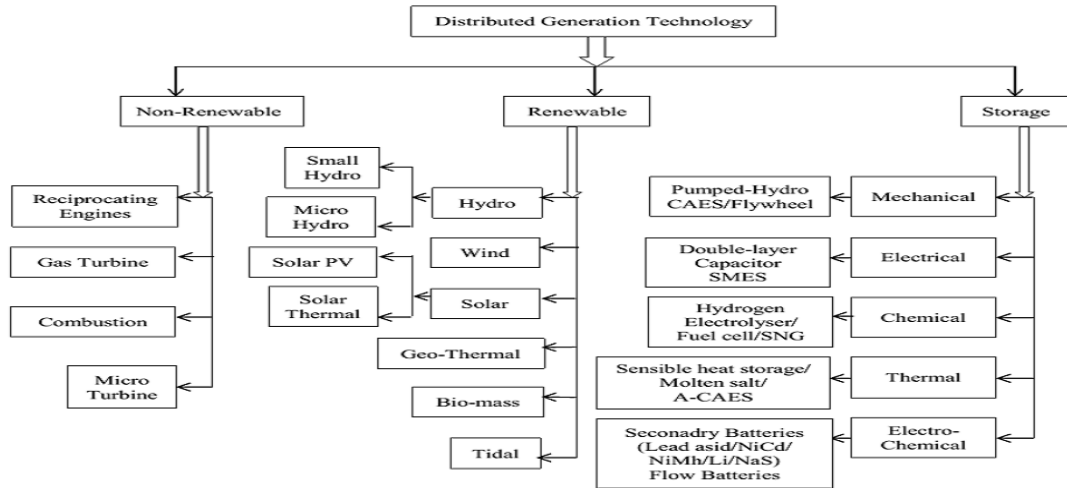 Distributed Generation Technology
Non-Renewable
Renewable
Storage
Reciprocating
Engines
Gas Turbine
Combustion
Micro
Turbine
Small
Hydro
Micro
Hydro
Hydro
Wind
Solar PV
Solar
Thermal
Solar
Geo-Thermal
Bio-mass
Tidal
Pumped-Hydro
CAES/Flywheel
Mechanical
Double-layer
Capacitor
SMES
Electrical
Hydrogen
Electrolyser/
Fuel cell/SNG
Chemical
Sensible heat storage/
Molten salt/
A-CAES
Thermal
Seconadry Batteries
(Lead asid/NiCd/
NiMh/Li/NaS)
Flow Batteries
Electro-
Chemical